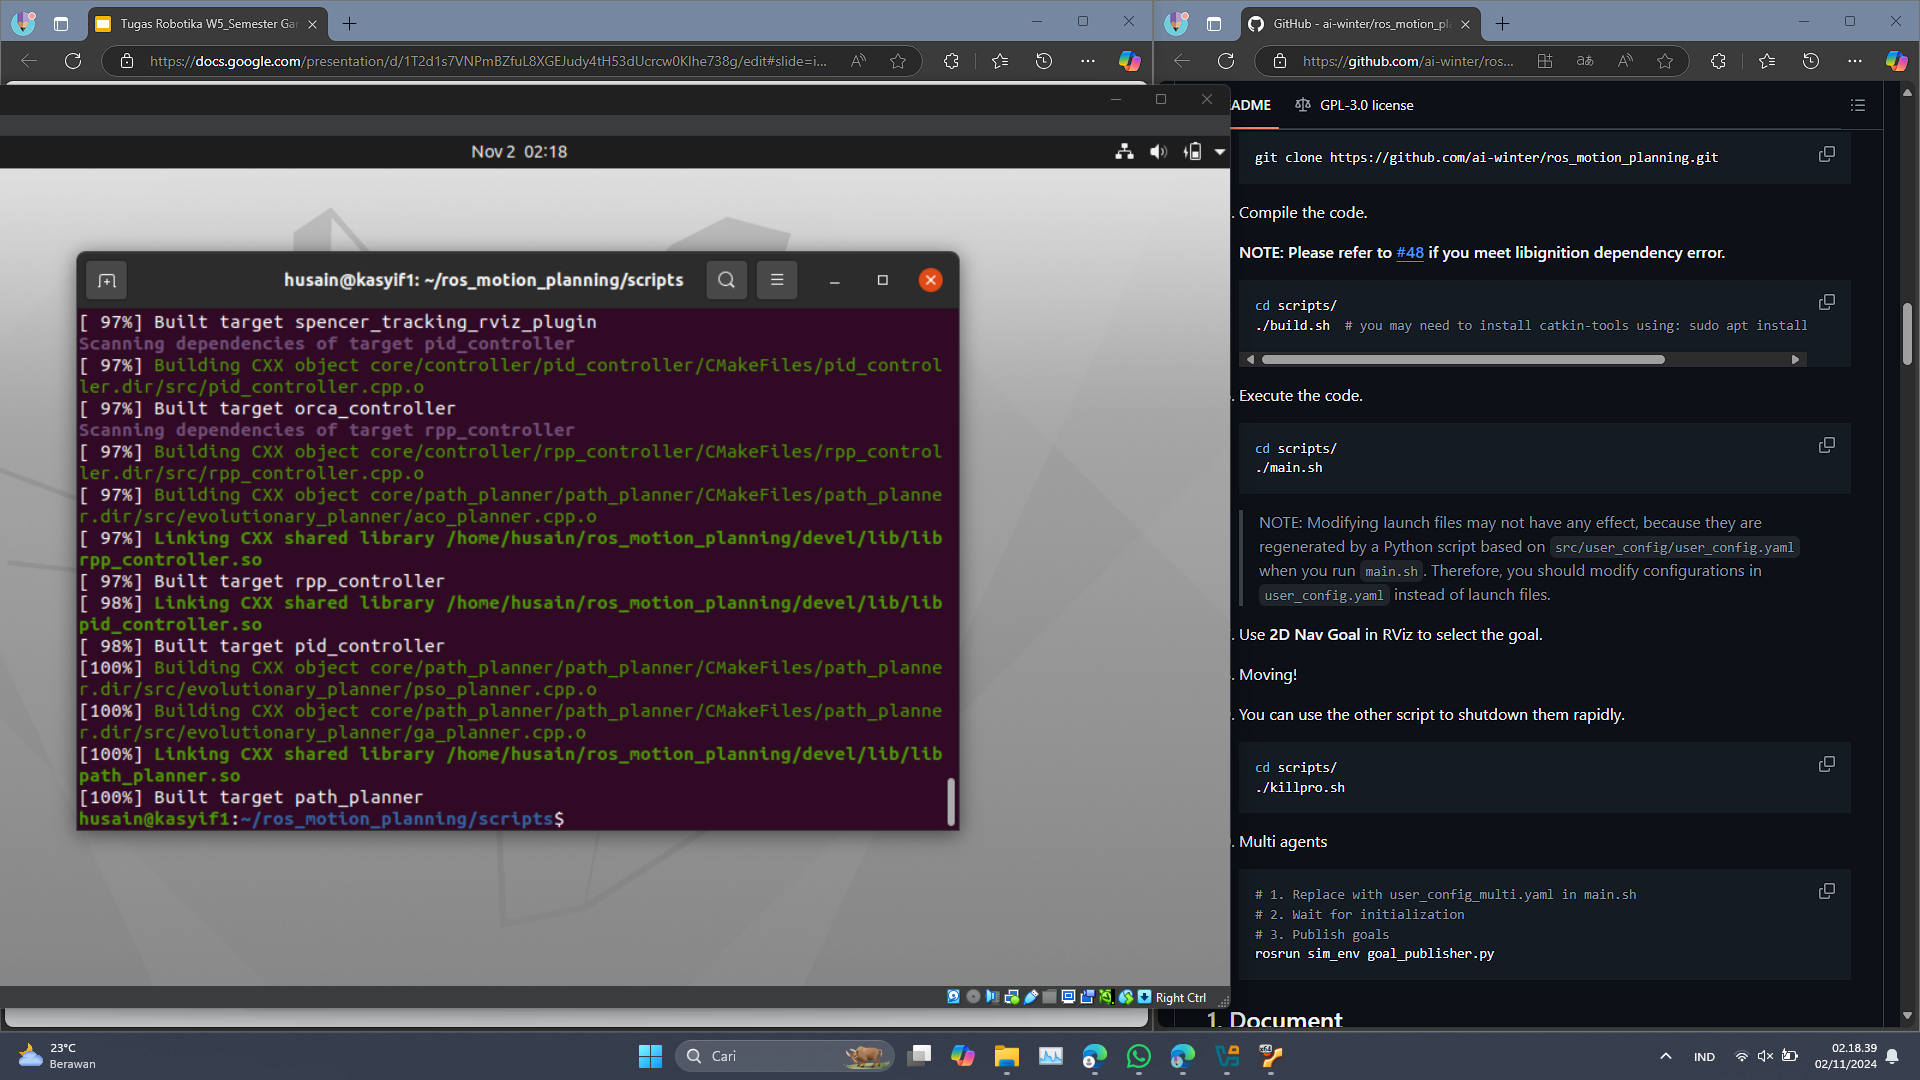 Tugas Robotika W5_Semester Gan
https://docs.google.com/presentation/d/1T2d1s7VNPmBZfuL8XGEJudy4tH53dUcrcw0KIhe738g/edit#slide=i...
Nov 2 02:18
husain@kasyif1: ~/ros_motion_planning/scripts
[ 97%] Built target spencer_tracking_rviz_plugin
Scanning dependencies of target pid_controller
[ 97%] Building CXX object core/controller/pid_controller/CMakeFiles/pid_control
ler.dir/src/pid_controller.cpp.o
[ 97%] Built target orca_controller
Scanning dependencies of target rpp_controller
[ 97%] Building CXX object core/controller/rpp_controller/CMakeFiles/rpp_control
ler.dir/src/rpp_controller.cpp.o
[ 97%] Building CXX object core/path_planner/path_planner/CMakeFiles/path_planne
r.dir/src/evolutionary_planner/aco_planner.cpp.o
[ 97%] Linking CXX shared library /home/husain/ros_motion_planning/devel/lib/lib
rpp_controller.so
[ 97%] Built target rpp_controller
[ 98%] Linking CXX shared library /home/husain/ros_motion_planning/devel/lib/lib
pid_controller.so
[ 98%] Built target pid_controller
[100%] Building CXX object core/path_planner/path_planner/CMakeFiles/path_planne
r.dir/src/evolutionary_planner/pso_planner.cpp.o
[100%] Building CXX object core/path_planner/path_planner/CMakeFiles/path_planne
r.dir/src/evolutionary_planner/ga_planner.cpp.o
[100%] Linking CXX shared library /home/husain/ros_motion_planning/devel/lib/lib
path_planner.so
[100%] Built target path_planner
husain@kasyif1:~/ros_motion_planning/scripts$
Right Ctrl
GitHub - ai-winter/ros_motion_pl
https://github.com/ai-winter/ros...
ADME GPL-3.0 license
git clone https://github.com/ai-winter/ros_motion_planning.git
. Compile the code.
NOTE: Please refer to #48 if you meet libignition dependency error.
cd scripts/
./build.sh # you may need to install catkin-tools using: sudo apt install
. Execute the code.
cd scripts/
./main.sh
NOTE: Modifying launch files may not have any effect, because they are
regenerated by a Python script based on src/user_config/user_config.yaml
when you run main.sh. Therefore, you should modify configurations in
user_config.yaml instead of launch files.
. Use 2D Nav Goal in RViz to select the goal.
. Moving!
. You can use the other script to shutdown them rapidly.
cd scripts/
./killpro.sh
. Multi agents
# 1. Replace with user_config_multi.yaml in main.sh
# 2. Wait for initialization
# 3. Publish goals
rosrun sim_env goal_publisher.py
1. Document
23°C
Berawan
Cari
IND
02.18.39
02/11/2024